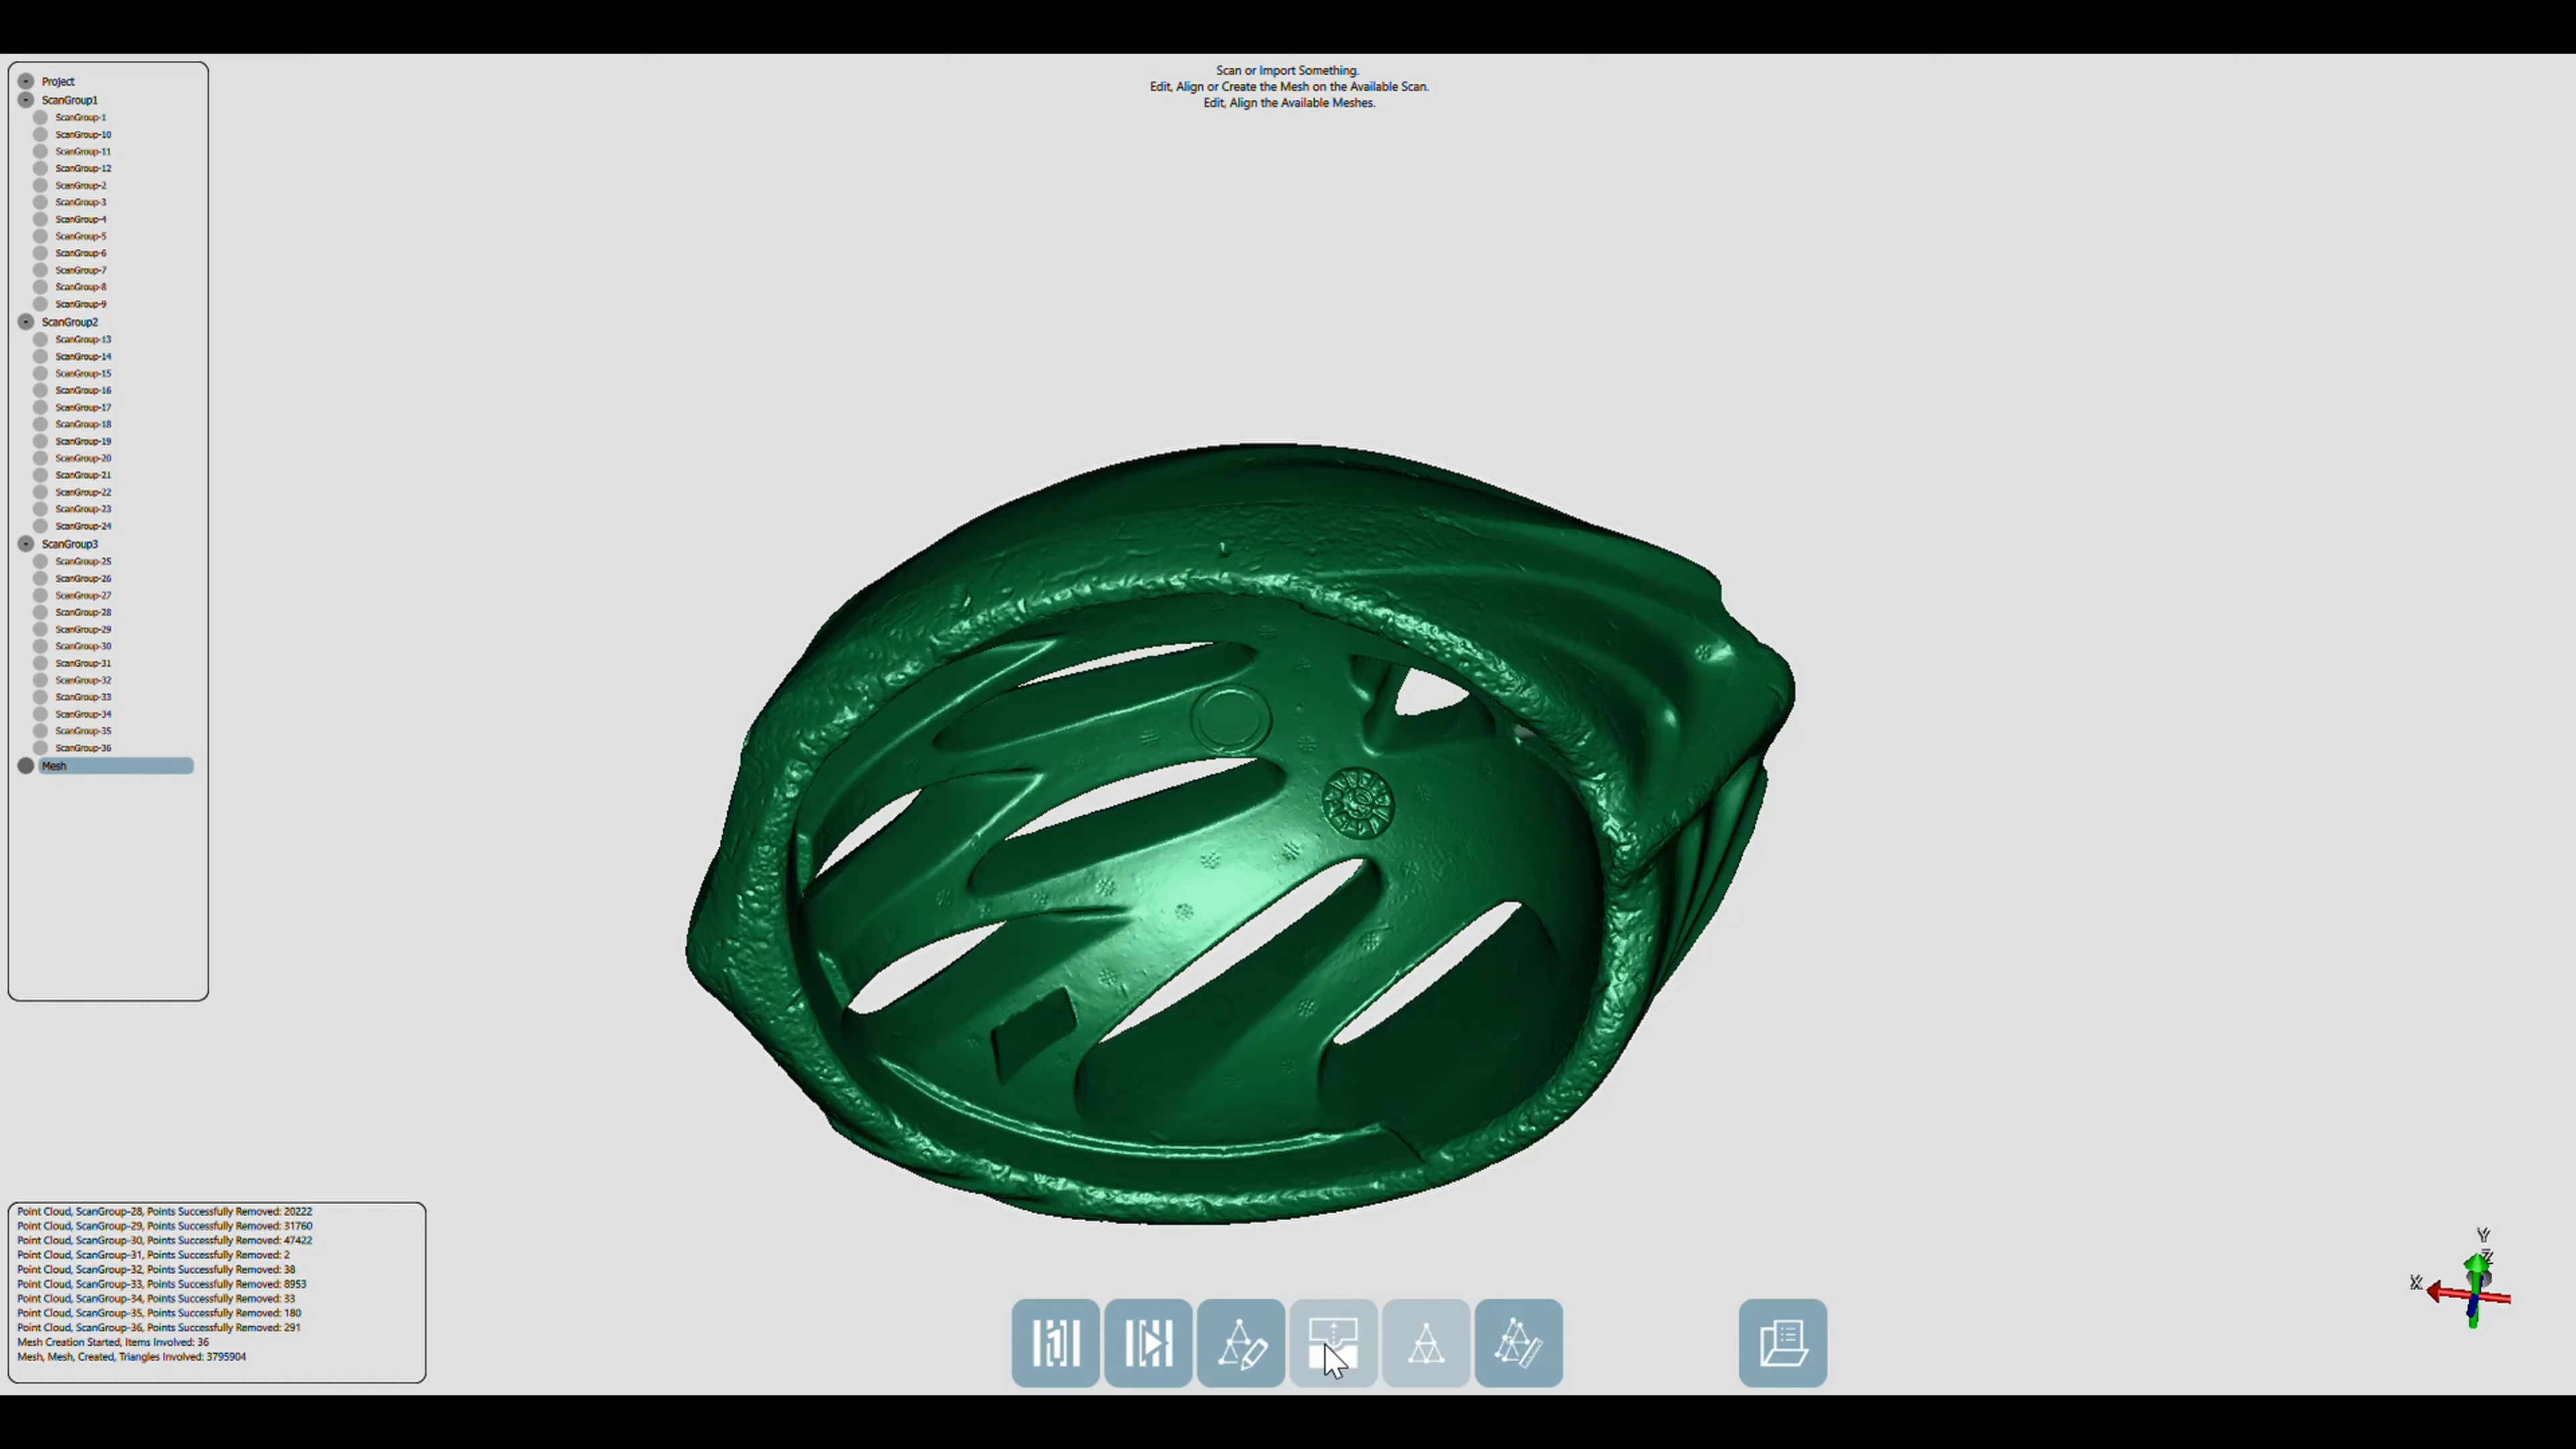 Scan or Import Something.
Edit, Align or Create the Mesh on the Available Scan.
Edit, Align the Available Meshes.
Project
ScanGroup1
ScanGroup-1
ScanGroup-10
ScanGroup-11
ScanGroup-12
ScanGroup-2
ScanGroup-3
ScanGroup-4
ScanGroup-5
ScanGroup-6
ScanGroup-7
ScanGroup-8
ScanGroup-9
ScanGroup2
ScanGroup-13
ScanGroup-14
ScanGroup-15
ScanGroup-16
ScanGroup-17
ScanGroup-18
ScanGroup-19
ScanGroup-20
ScanGroup-21
ScanGroup-22
ScanGroup-23
ScanGroup-24
ScanGroup3
ScanGroup-25
ScanGroup-26
ScanGroup-27
ScanGroup-28
ScanGroup-29
ScanGroup-30
ScanGroup-31
ScanGroup-32
ScanGroup-33
ScanGroup-34
ScanGroup-35
ScanGroup-36
Mesh
Point Cloud, ScanGroup-28, Points Successfully Removed: 20222
Point Cloud, ScanGroup-29, Points Successfully Removed: 31760
Point Cloud, ScanGroup-30, Points Successfully Removed: 47422
Point Cloud, ScanGroup-31, Points Successfully Removed: 2
Point Cloud, ScanGroup-32, Points Successfully Removed: 38
Point Cloud, ScanGroup-33, Points Successfully Removed: 8953
Point Cloud, ScanGroup-34, Points Successfully Removed: 33
Point Cloud, ScanGroup-35, Points Successfully Removed: 180
Point Cloud, ScanGroup-36, Points Successfully Removed: 291
Mesh Creation Started, Items Involved: 36
Mesh, Mesh, Created, Triangles Involved: 3795904
Y
Z
X